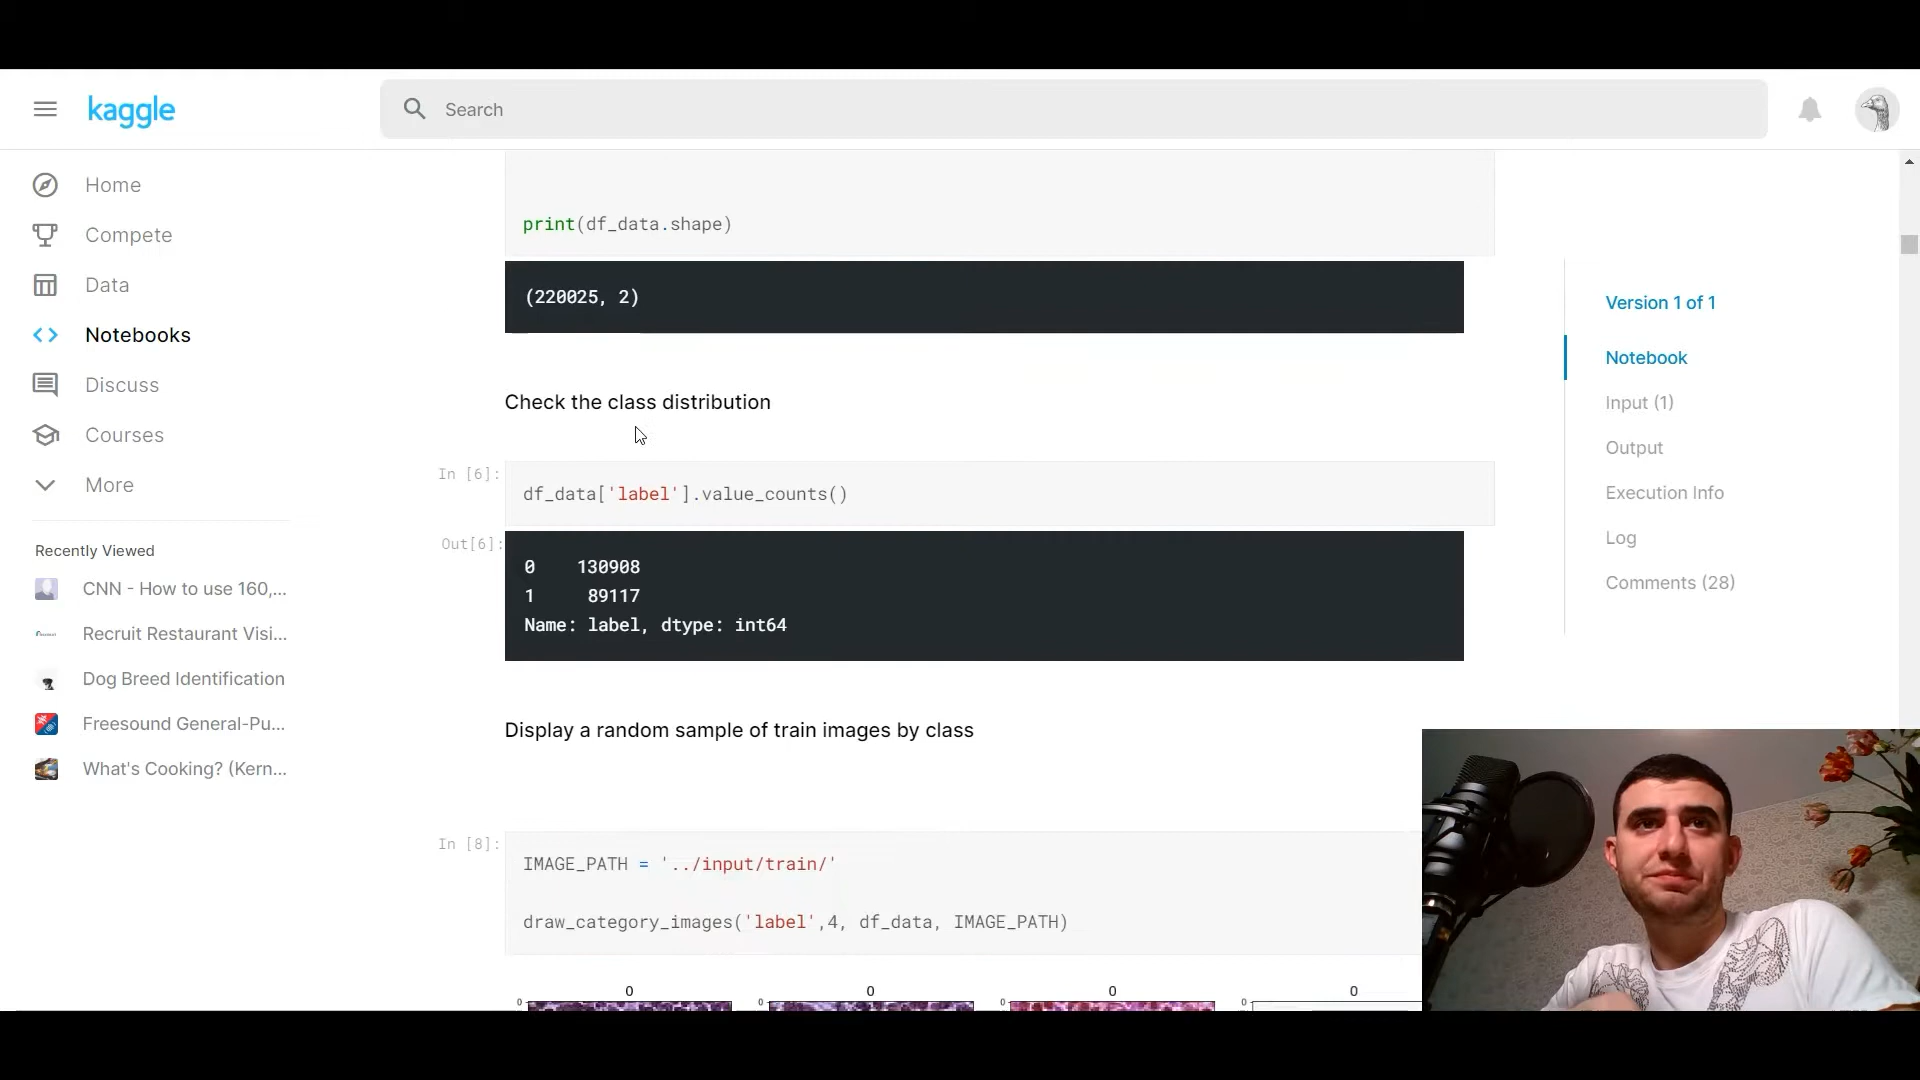 kaggle
Search
Home
Compete
Data
Notebooks
Discuss
Courses
More
Recently Viewed
CNN - How to use 160,...
Recruit Restaurant Visi...
Dog Breed Identification
Freesound General-Pu...
What's Cooking? (Kern...
print(df_data.shape)
(220025, 2)
Check the class distribution
In [6]:
df_data['label'].value_counts()
Out[6]:
0    130908
1     89117
Name: label, dtype: int64
Display a random sample of train images by class
In [8]:
IMAGE_PATH = '../input/train/'
draw_category_images('label',4, df_data, IMAGE_PATH)
0 0 0 0
0 0 0 0
Version 1 of 1
Notebook
Input (1)
Output
Execution Info
Log
Comments (28)